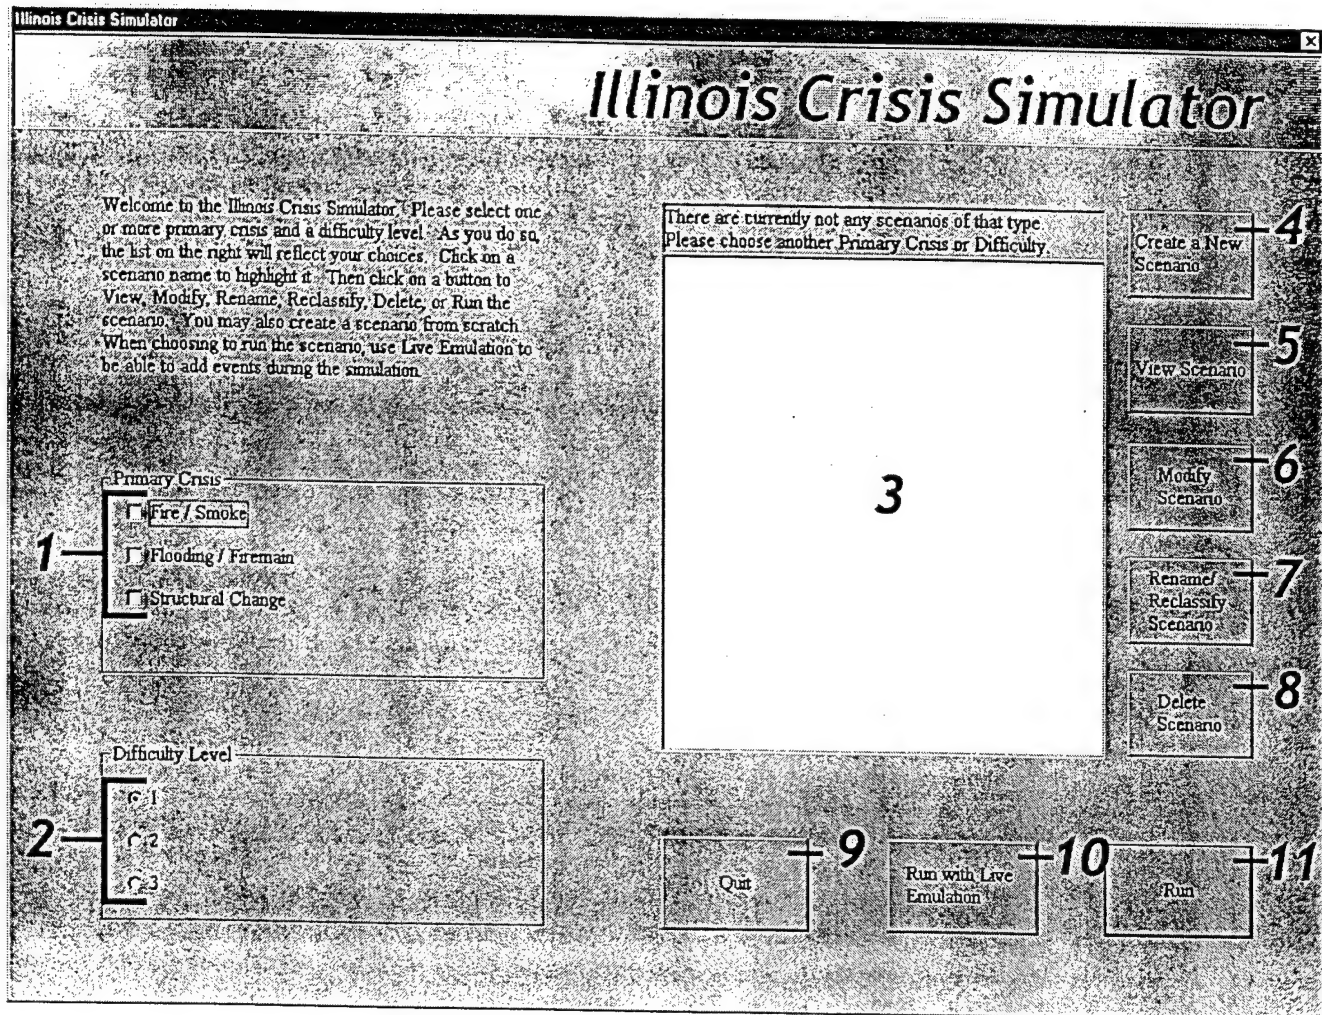 Illinois Crisis Simulator
Illinois Crisis Simulator
Welcome to the Illinois Crisis Simulator. Please select one
or more primary crisis and a difficulty level. As you do so,
the list on the right will reflect your choices. Click on a
scenario name to highlight it. Then click on a button to
View, Modify, Rename, Reclassify, Delete, or Run the
scenario. You may also create a scenario from scratch.
When choosing to run the scenario, use Live Emulation to
be able to add events during the simulation.
Primary Crisis
1
Fire / Smoke
Flooding / Firemain
Structural Change
Difficulty Level
2
1
2
3
There are currently not any scenarios of that type.
Please choose another Primary Crisis or Difficulty.
3
Create a New
Scenario
4
View Scenario
5
Modify
Scenario
6
Rename/
Reclassify
Scenario
7
Delete
Scenario
8
Quit
9
Run with Live
Emulation
10
Run
11